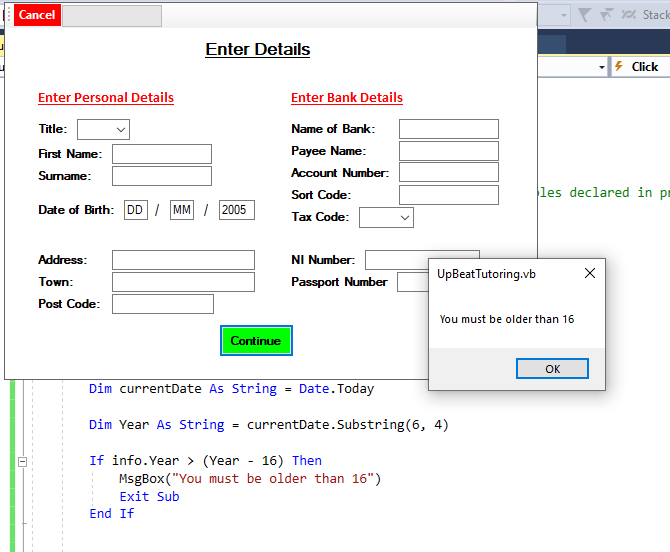 Cancel
Stack
Enter Details
Click
Enter Personal Details
Enter Bank Details
Title:
Name of Bank:
First Name:
Payee Name:
Surname:
Account Number:
Sort Code:
declared in
Date of Birth: DD / MM / 2005
Tax Code:
Address:
NI Number:
Town:
Passport Number
Post Code:
UpBeatTutoring.vb
You must be older than 16
OK
Continue
Dim currentDate As String = Date.Today
Dim Year As String = currentDate.Substring(6, 4)
If info.Year > (Year - 16) Then
MsgBox("You must be older than 16")
Exit Sub
End If